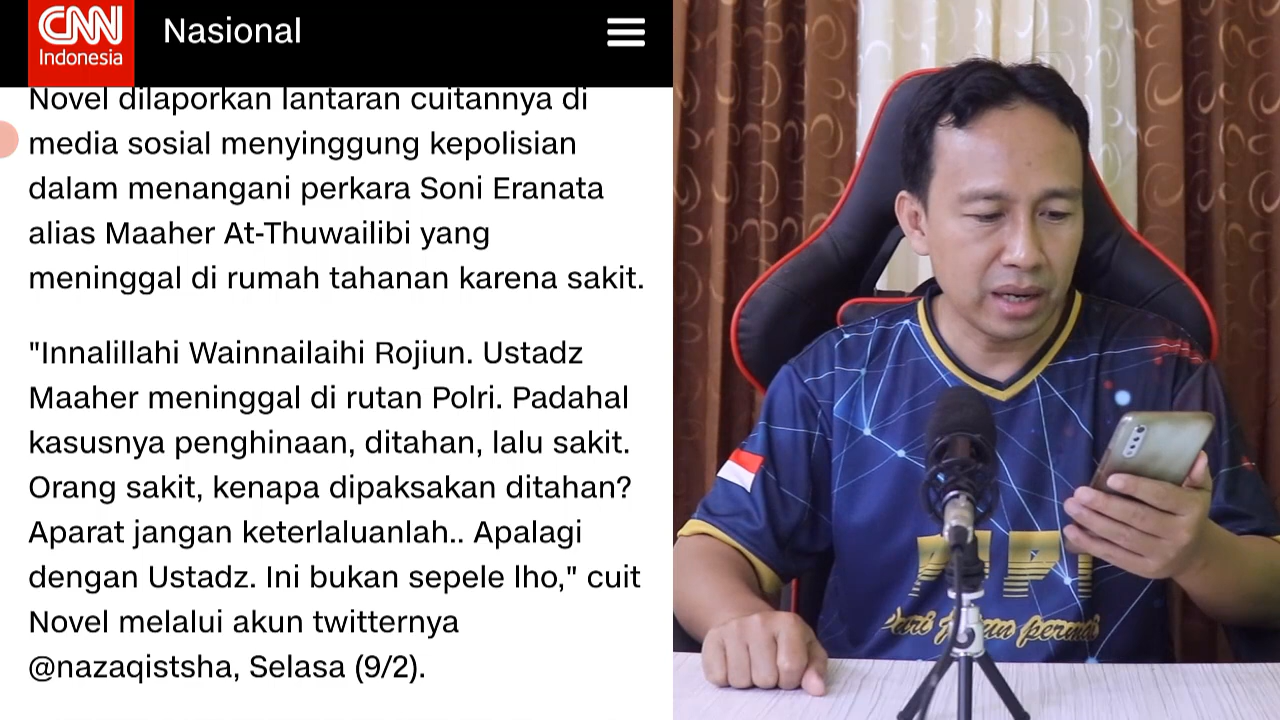 CNN
Indonesia
Nasional
Novel dilaporkan lantaran cuitannya di
media sosial menyinggung kepolisian
dalam menangani perkara Soni Eranata
alias Maaher At-Thuwailibi yang
meninggal di rumah tahanan karena sakit.
"Innalillahi Wainnailaihi Rojiun. Ustadz
Maaher meninggal di rutan Polri. Padahal
kasusnya penghinaan, ditahan, lalu sakit.
Orang sakit, kenapa dipaksakan ditahan?
Aparat jangan keterlaluanlah.. Apalagi
dengan Ustadz. Ini bukan sepele lho," cuit
Novel melalui akun twitternya
@nazaqistsha, Selasa (9/2).